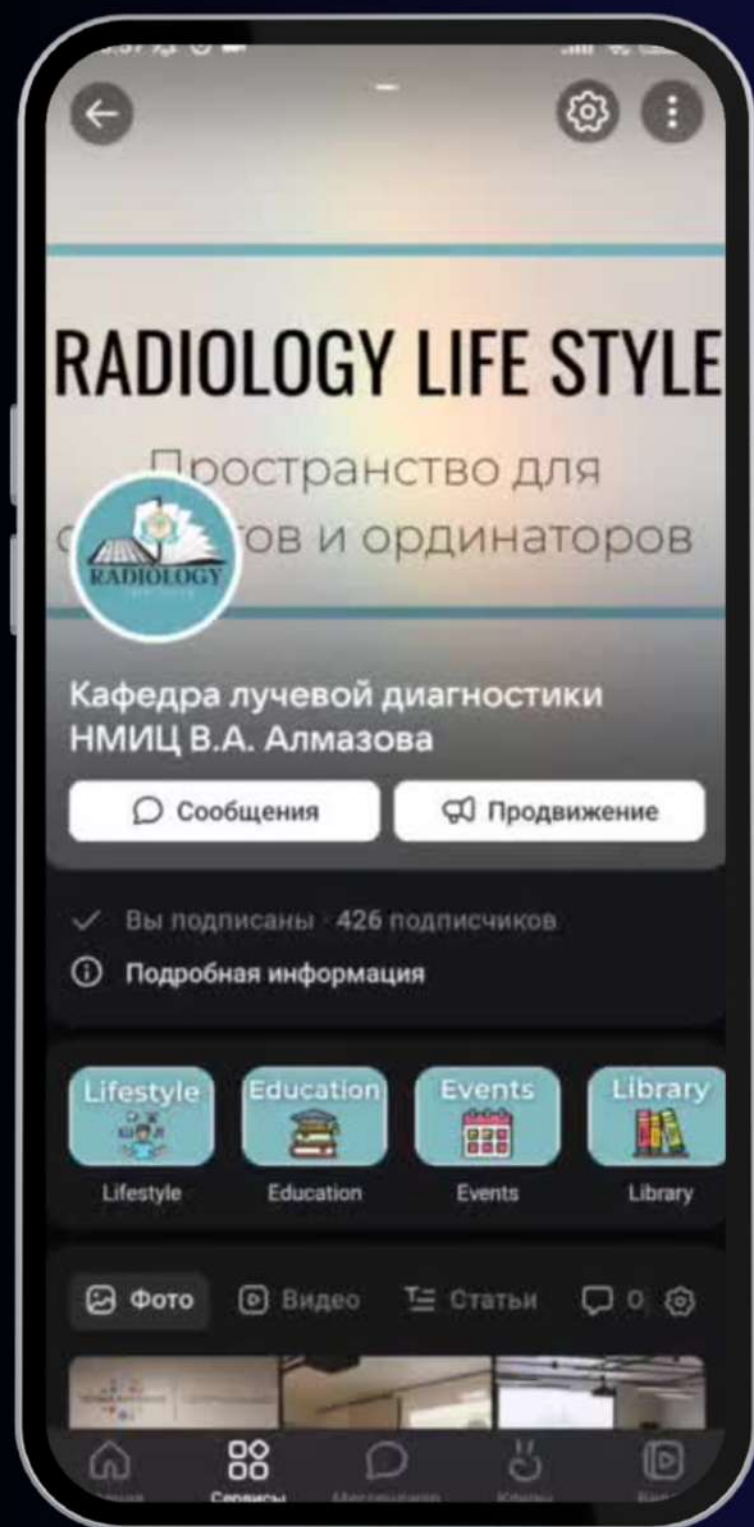 RADIOLOGY LIFE STYLE
Пространство для
ов и ординаторов
RADIOLOGY
Кафедра лучевой диагностики
НМИЦ В.А. Алмазова
Сообщения
Продвижение
Вы подписаны · 426 подписчиков
Подробная информация
Lifestyle
Education
Events
Library
Lifestyle
Education
Events
Library
Фото
Видео
Статьи
О
Сервисы